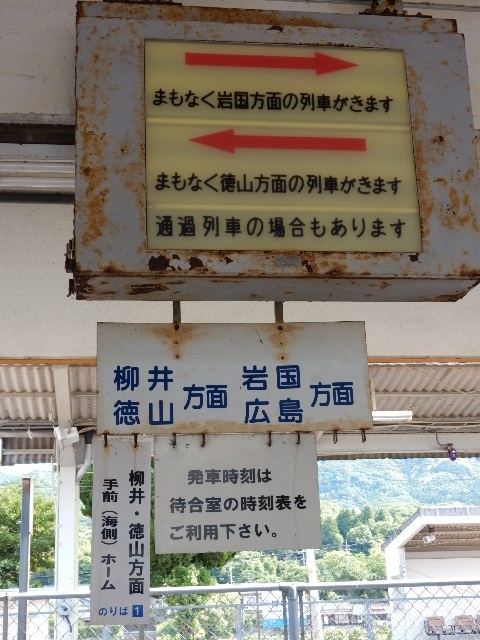 まもなく岩国方面の列車がきます
まもなく徳山方面の列車がきます
通過列車の場合もあります
柳井
徳山
方面
岩国
広島
方面
柳井・徳山方面
手前(海側)ホーム
のりば 1
発車時刻は
待合室の時刻表を
ご利用下さい。